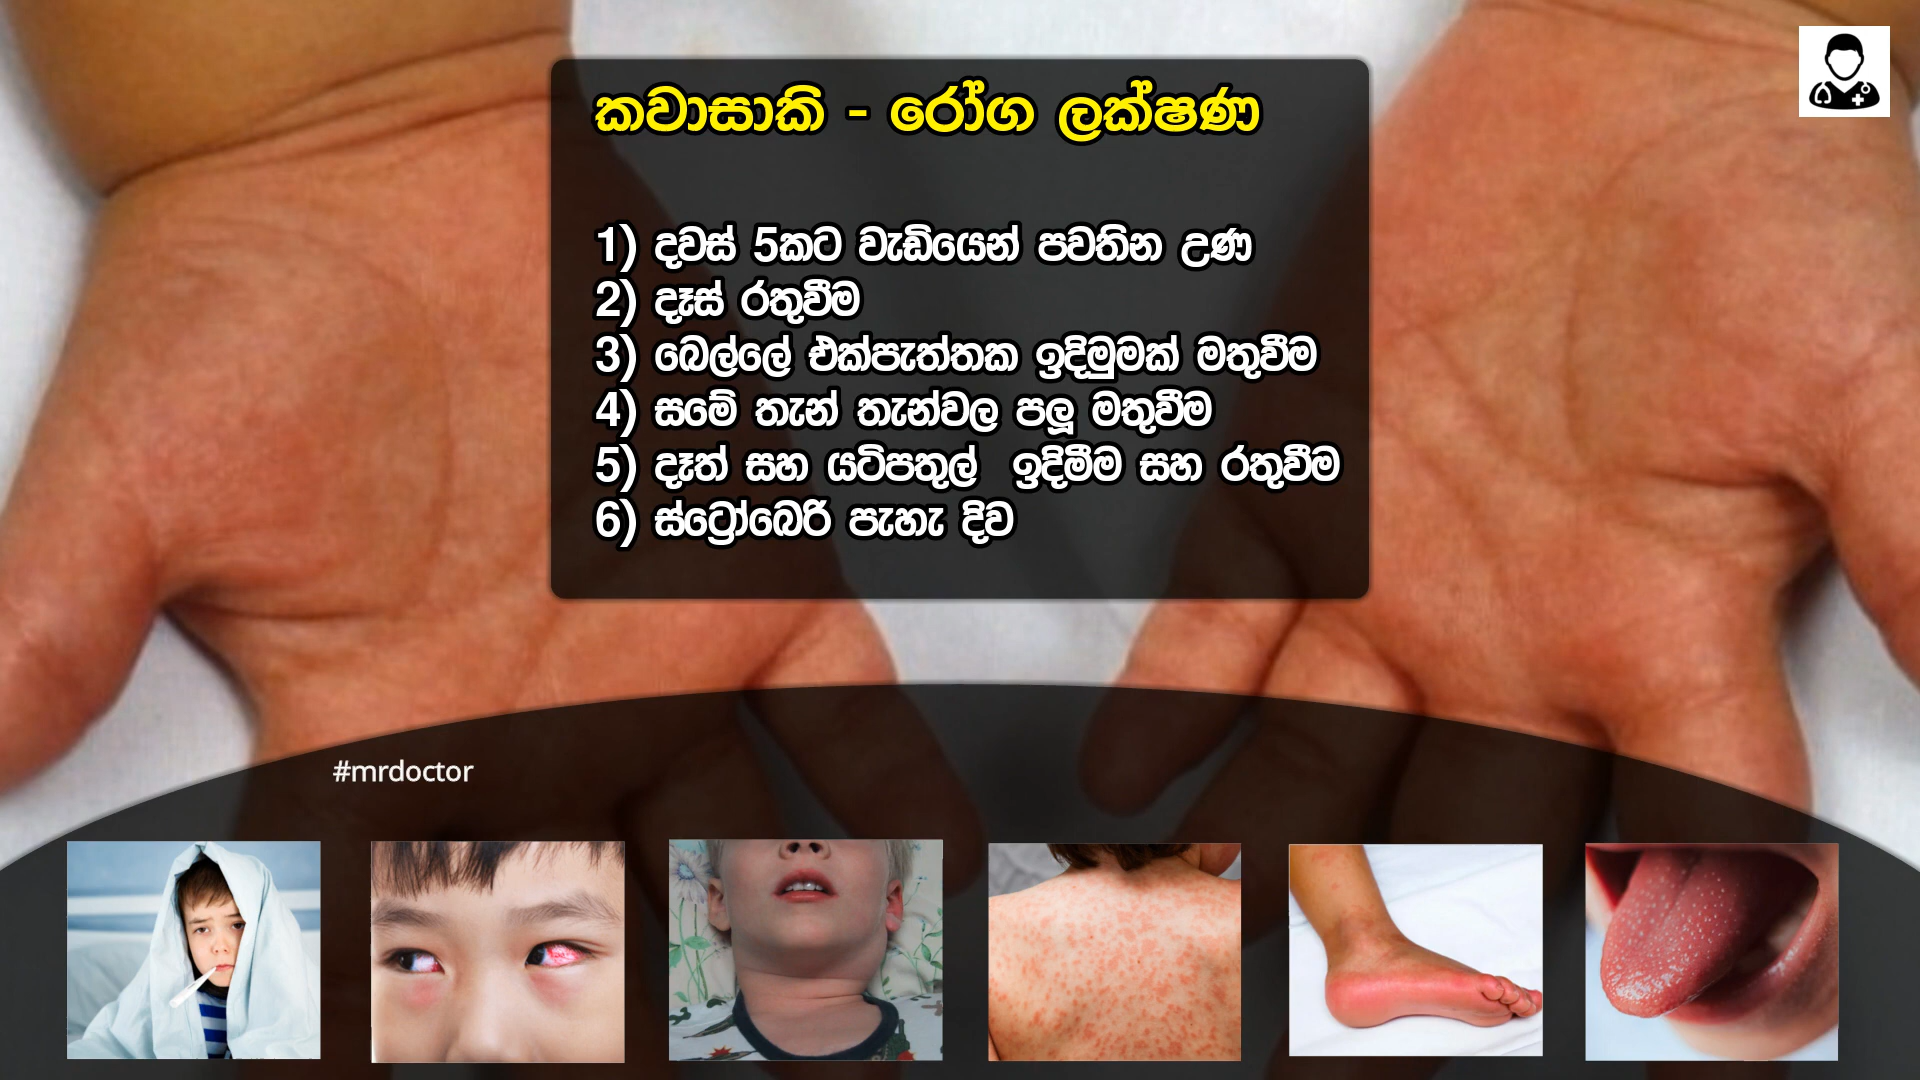 කවාසාකි - රෝග ලක්ෂණ
1) දවස් 5කට වැඩියෙන් පවතින උණ
2) දෑස් රතුවීම
3) බෙල්ලේ එක්පැත්තක ඉදිමුමක් මතුවීම
4) සමේ තැන් තැන්වල පලූ මතුවීම
5) දෑත් සහ යටිපතුල් ඉදිමීම සහ රතුවීම
6) ස්ට්‍රෝබෙරි පැහැ දිව
#mrdoctor